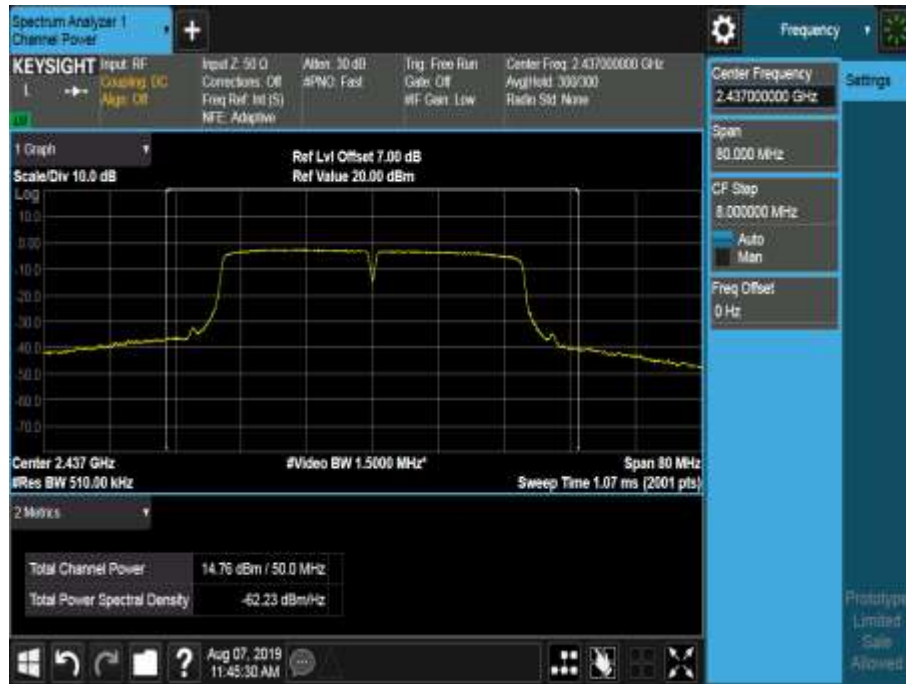 Spectrum Analyzer 1
Channel Power
+
Frequency
KEYSIGHT
L
Input: RF
Coupling: DC
Align: Off
Input Z: 50 Ω
Corrections: Off
Freq Ref: Int (S)
NFE: Adaptive
Atten: 30 dB
#PNO: Fast
Trig: Free Run
Gate: Off
#IF Gain: Low
Center Freq: 2.437000000 GHz
Avg|Hold: 300/300
Radio Std: None
Center Frequency
2.437000000 GHz
Settings
Span
80.000 MHz
CF Step
8.000000 MHz
Auto
Man
Freq Offset
0 Hz
1 Graph
Scale/Div 10.0 dB
Ref Lvl Offset 7.00 dB
Ref Value 20.00 dBm
Log
10.0
0.00
-10.0
-20.0
-30.0
-40.0
-50.0
-60.0
-70.0
Center 2.437 GHz
#Res BW 510.00 kHz
#Video BW 1.5000 MHz*
Span 80 MHz
Sweep Time 1.07 ms (2001 pts)
2 Metrics
Total Channel Power
14.76 dBm / 50.0 MHz
Total Power Spectral Density
-62.23 dBm/Hz
Prototype
Limited
Sale
Allowed
?
Aug 07, 2019
11:45:30 AM